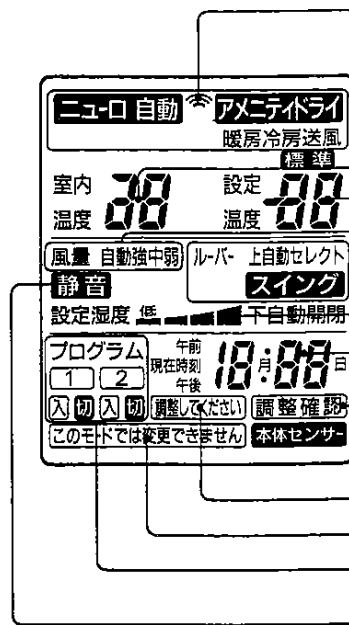 ニューロ 自動 アメニティドライ
暖房冷房送風
標準
室内温度 88 設定温度 88
風量 自動強中弱 ルーバー 上自動セレクト
静音 スイング
設定湿度 低 下自動開閉
プログラム 午前 現在時刻 午後 18月:88日
1 2
入 切 入 切 調整してください 調整確認
このモードでは変更できません 本体センサー